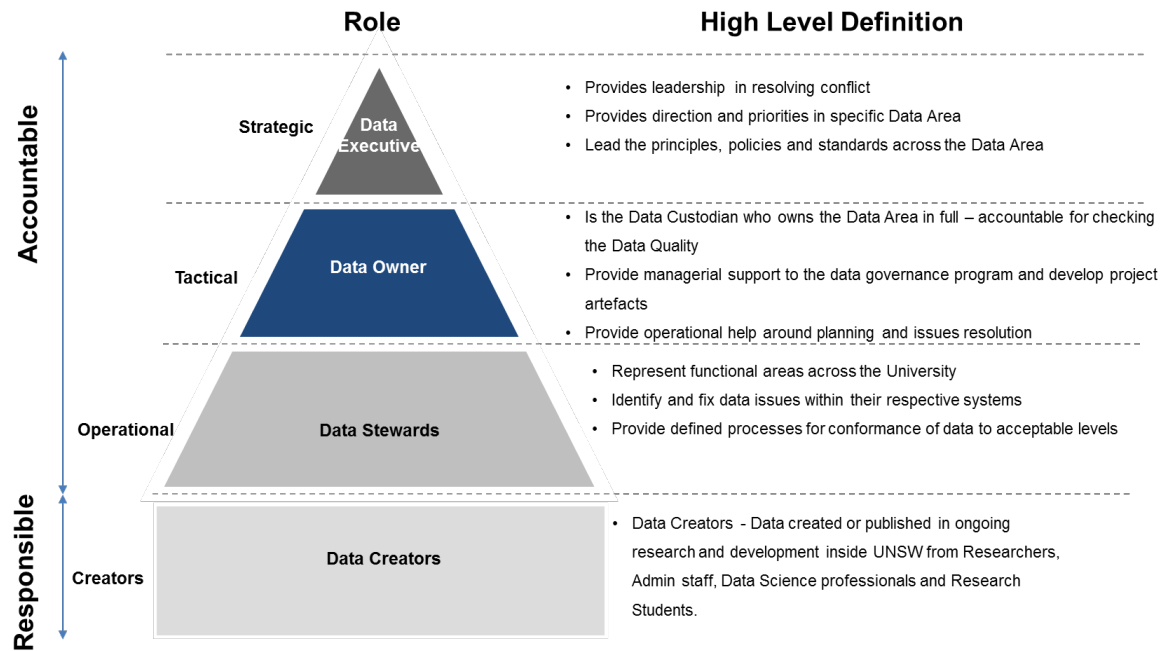 Role
High Level Definition
Accountable
Strategic
Data
Executive
• Provides leadership in resolving conflict
• Provides direction and priorities in specific Data Area
• Lead the principles, policies and standards across the Data Area
Tactical
Data Owner
• Is the Data Custodian who owns the Data Area in full – accountable for checking
the Data Quality
• Provide managerial support to the data governance program and develop project
artefacts
• Provide operational help around planning and issues resolution
Operational
Data Stewards
• Represent functional areas across the University
• Identify and fix data issues within their respective systems
• Provide defined processes for conformance of data to acceptable levels
Responsible
Creators
Data Creators
• Data Creators - Data created or published in ongoing
research and development inside UNSW from Researchers,
Admin staff, Data Science professionals and Research
Students.